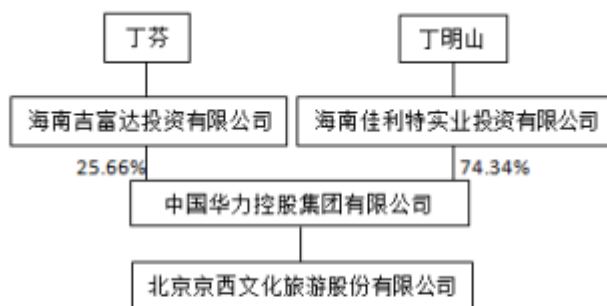 丁芬
丁明山
海南吉富达投资有限公司
海南佳利特实业投资有限公司
25.66%
74.34%
中国华力控股集团有限公司
北京京西文化旅游股份有限公司